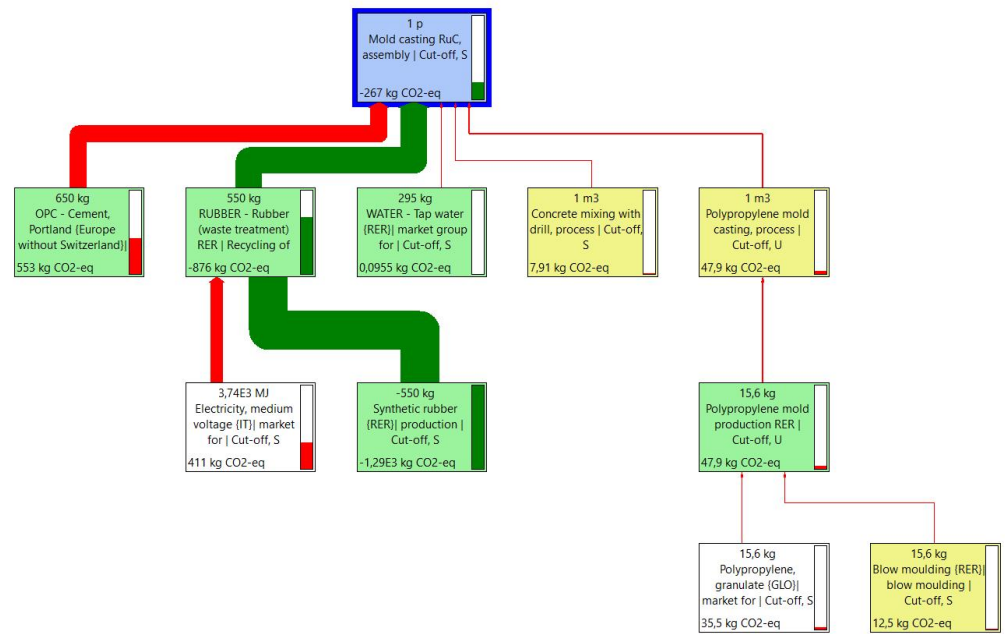 1 p
Mold casting RuC,
assembly | Cut-off, S
-267 kg CO2-eq
650 kg
OPC - Cement,
Portland {Europe
without Switzerland}|
553 kg CO2-eq
550 kg
RUBBER - Rubber
(waste treatment)
RER | Recycling of
-876 kg CO2-eq
295 kg
WATER - Tap water
{RER}| market group
for | Cut-off, S
0,0955 kg CO2-eq
1 m3
Concrete mixing with
drill, process | Cut-off,
S
7,91 kg CO2-eq
1 m3
Polypropylene mold
casting, process |
Cut-off, U
47,9 kg CO2-eq
3,74E3 MJ
Electricity, medium
voltage {IT}| market
for | Cut-off, S
411 kg CO2-eq
-550 kg
Synthetic rubber
{RER}| production |
Cut-off, S
-1,29E3 kg CO2-eq
15,6 kg
Polypropylene mold
production RER |
Cut-off, U
47,9 kg CO2-eq
15,6 kg
Polypropylene,
granulate {GLO}|
market for | Cut-off, S
35,5 kg CO2-eq
15,6 kg
Blow moulding {RER}|
blow moulding |
Cut-off, S
12,5 kg CO2-eq